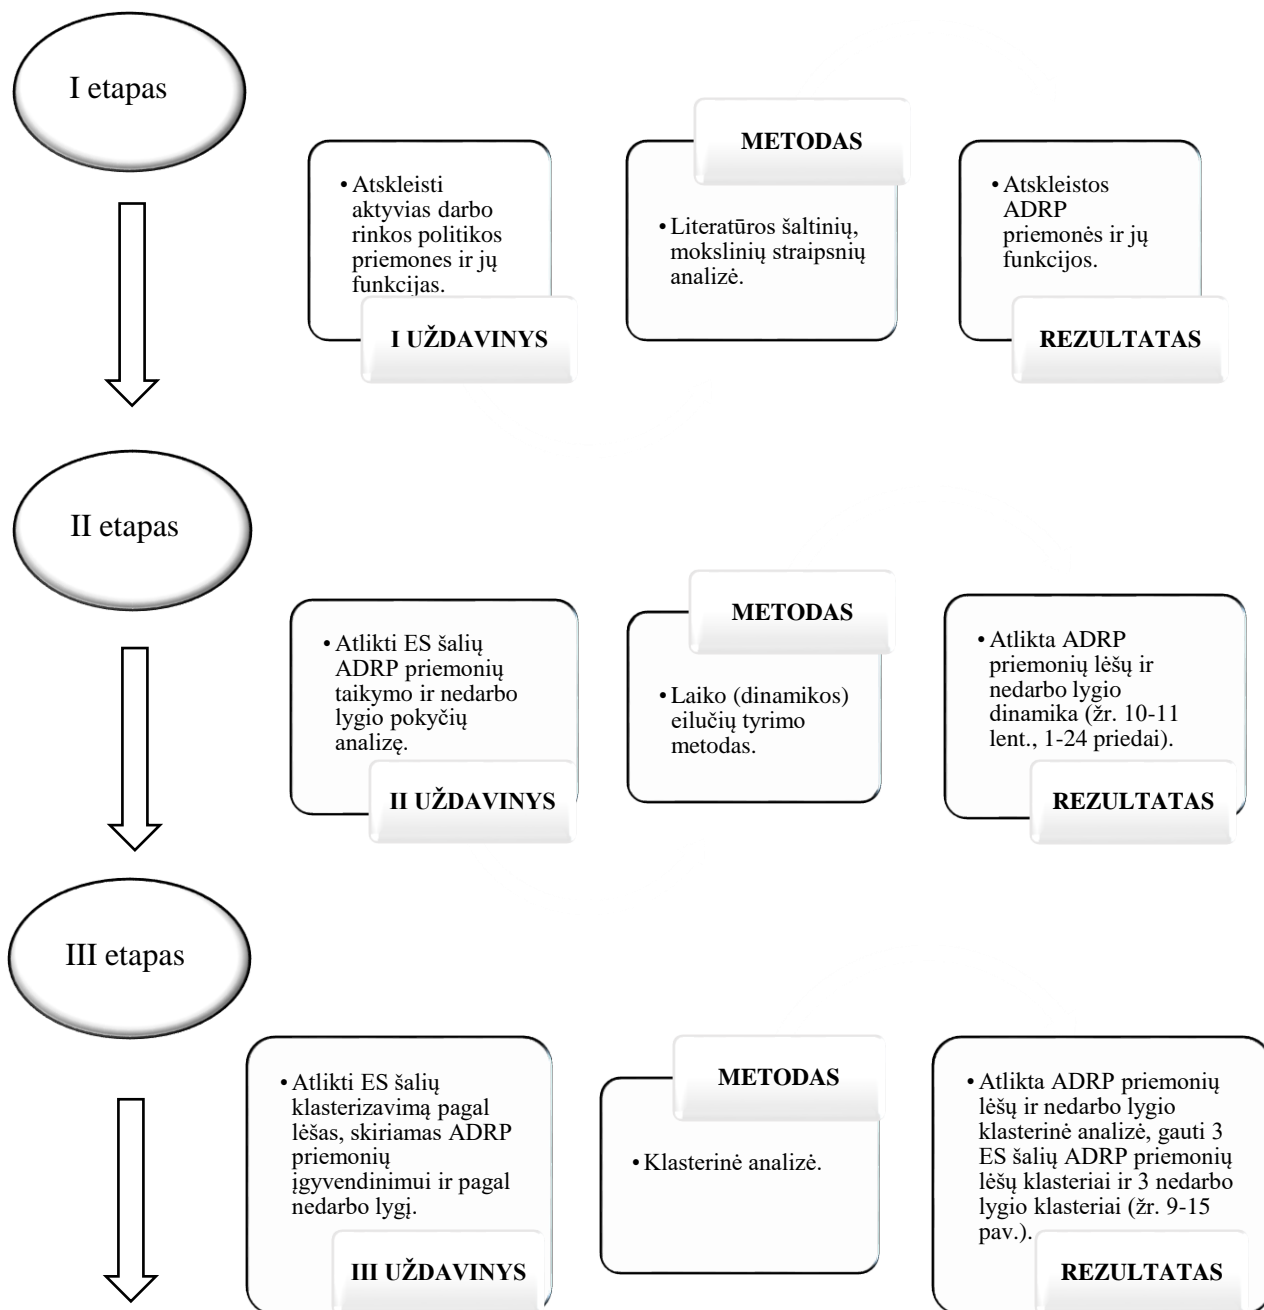 I etapas
• Atskleisti
aktyvias darbo
rinkos politikos
priemones ir jų
funkcijas.
I UŽDAVINYS
METODAS
• Literatūros šaltinių,
mokslinių straipsnių
analizė.
• Atskleistos
ADRP
priemonės ir jų
funkcijos.
REZULTATAS
II etapas
• Atlikti ES šalių
ADRP priemonių
taikymo ir nedarbo
lygio pokyčių
analizę.
II UŽDAVINYS
METODAS
• Laiko (dinamikos)
eilučių tyrimo
metodas.
• Atlikta ADRP
priemonių lėšų ir
nedarbo lygio
dinamika (žr. 10-11
lent., 1-24 priedai).
REZULTATAS
III etapas
• Atlikti ES šalių
klasterizavimą pagal
lėšas, skiriamas ADRP
priemonių
įgyvendinimui ir pagal
nedarbo lygį.
III UŽDAVINYS
METODAS
• Klasterinė analizė.
• Atlikta ADRP priemonių
lėšų ir nedarbo lygio
klasterinė analizė, gauti 3
ES šalių ADRP priemonių
lėšų klasteriai ir 3 nedarbo
lygio klasteriai (žr. 9-15
pav.).
REZULTATAS